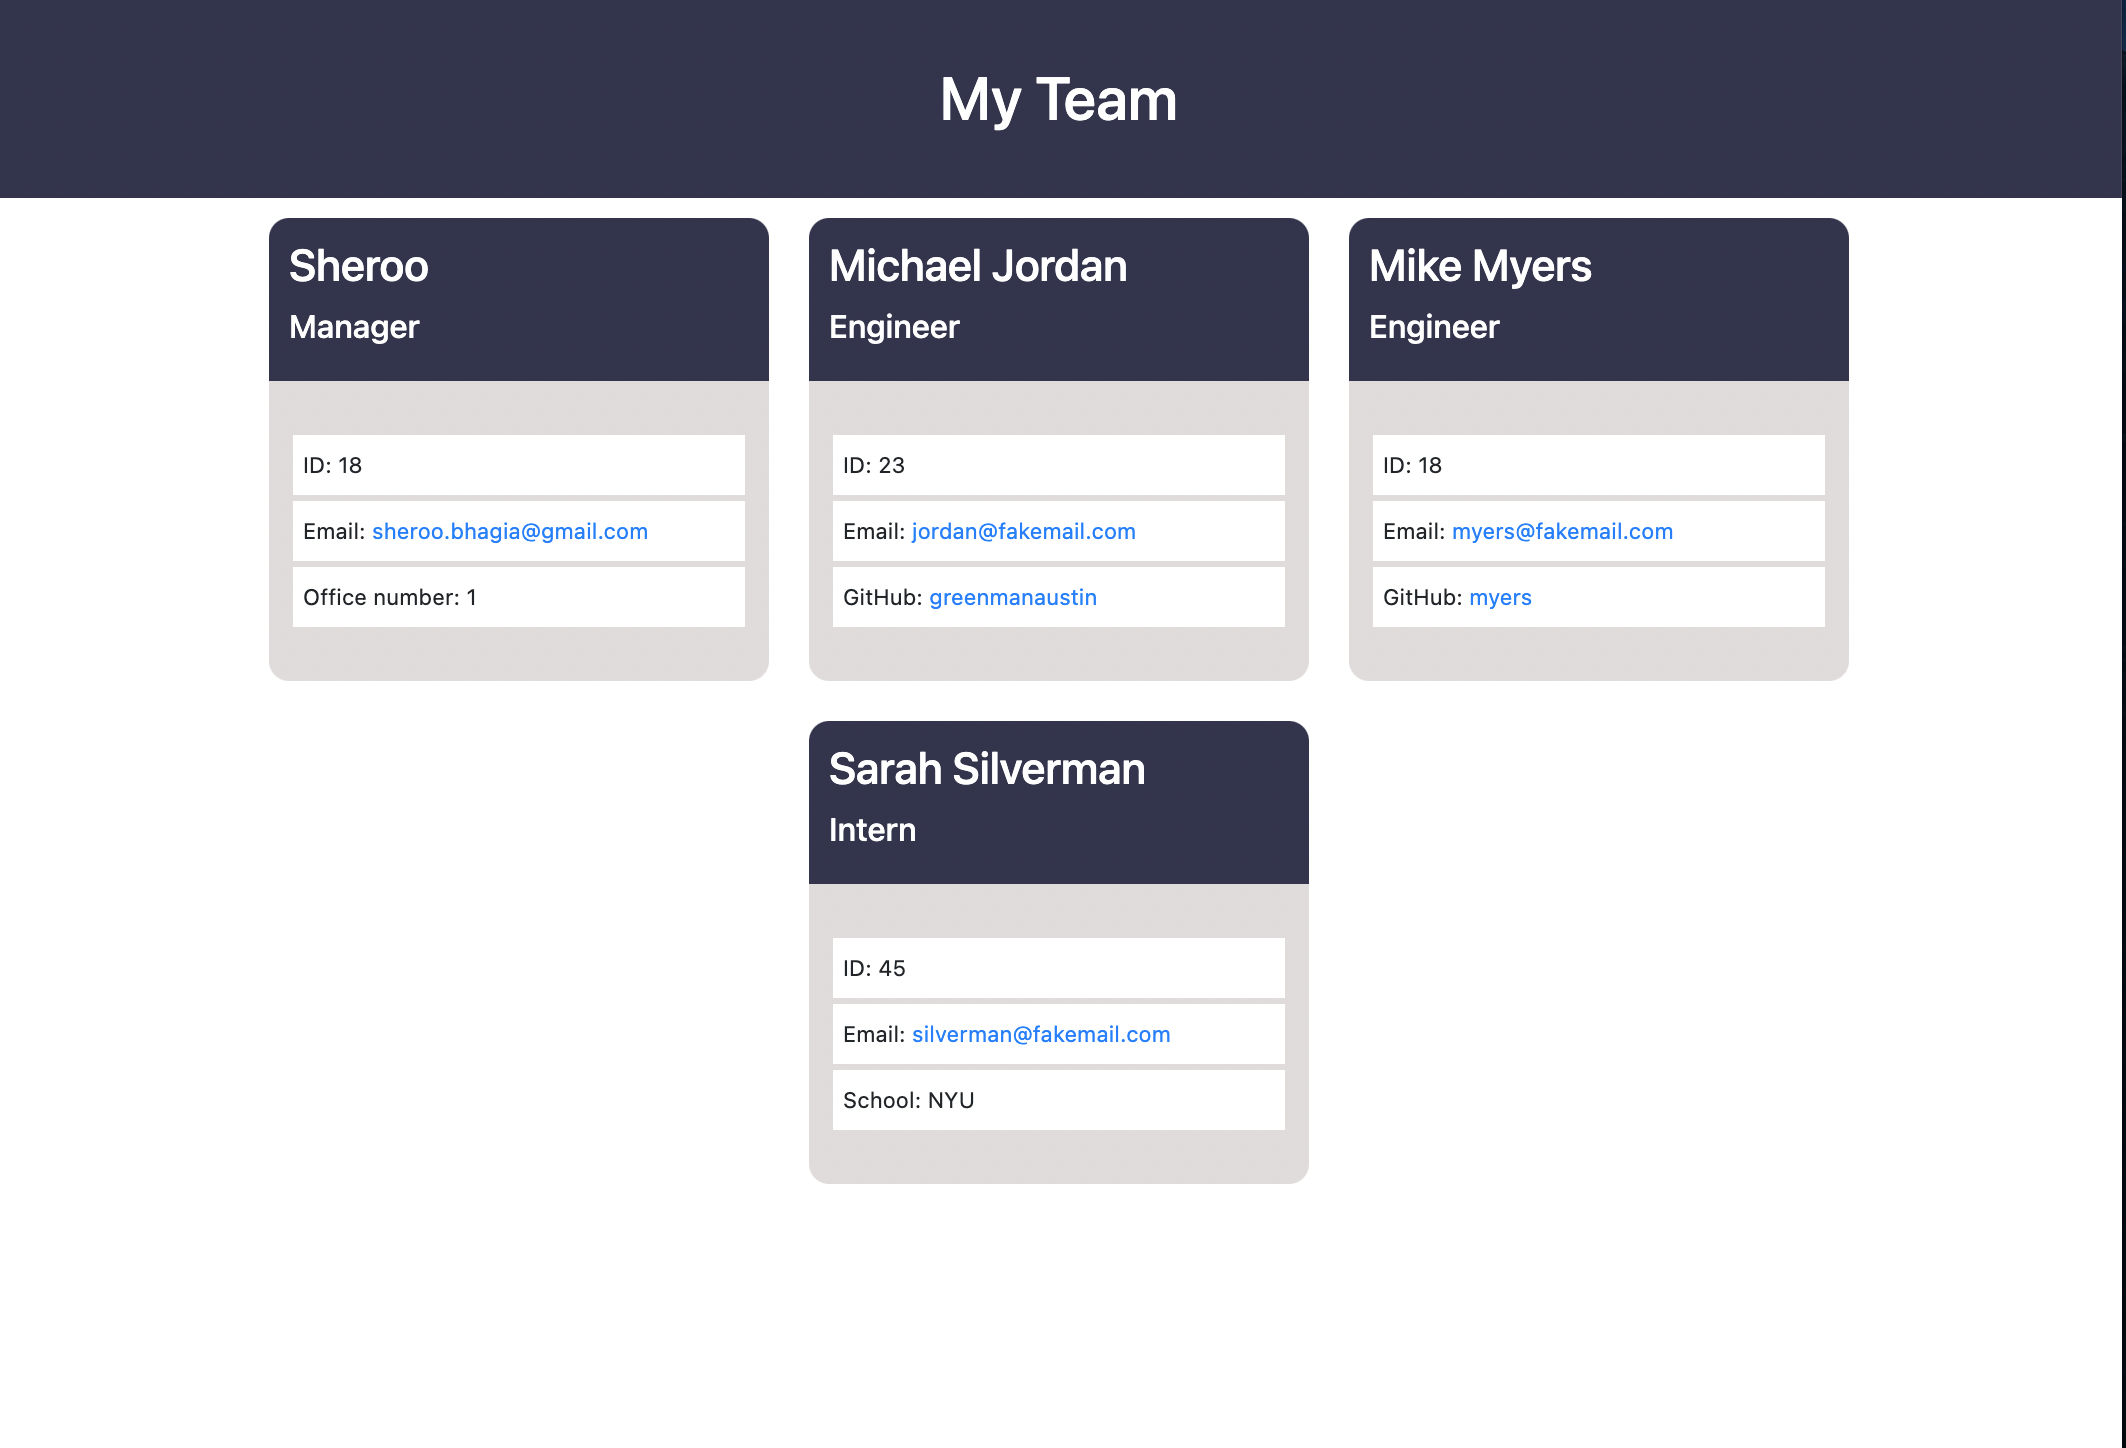 My Team
Sheroo
Manager
ID: 18
Email: sheroo.bhagia@gmail.com
Office number: 1
Michael Jordan
Engineer
ID: 23
Email: jordan@fakemail.com
GitHub: greenmanaustin
Mike Myers
Engineer
ID: 18
Email: myers@fakemail.com
GitHub: myers
Sarah Silverman
Intern
ID: 45
Email: silverman@fakemail.com
School: NYU